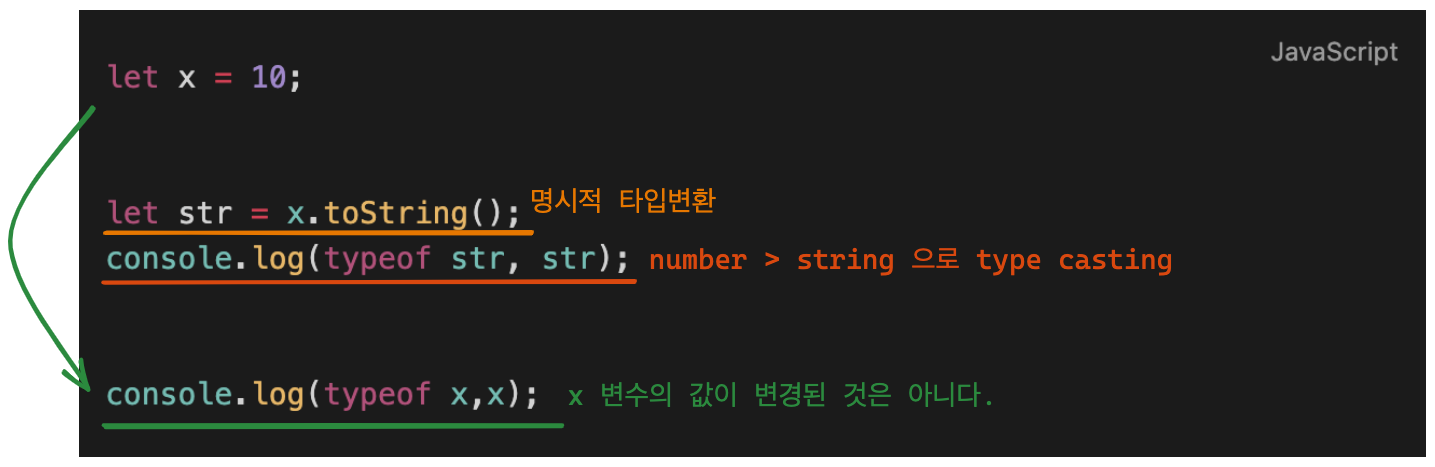 JavaScript
let x = 10;
let str = x.toString(); 명시적 타입변환
console.log(typeof str, str); number > string 으로 type casting
console.log(typeof x,x); x 변수의 값이 변경된 것은 아니다.